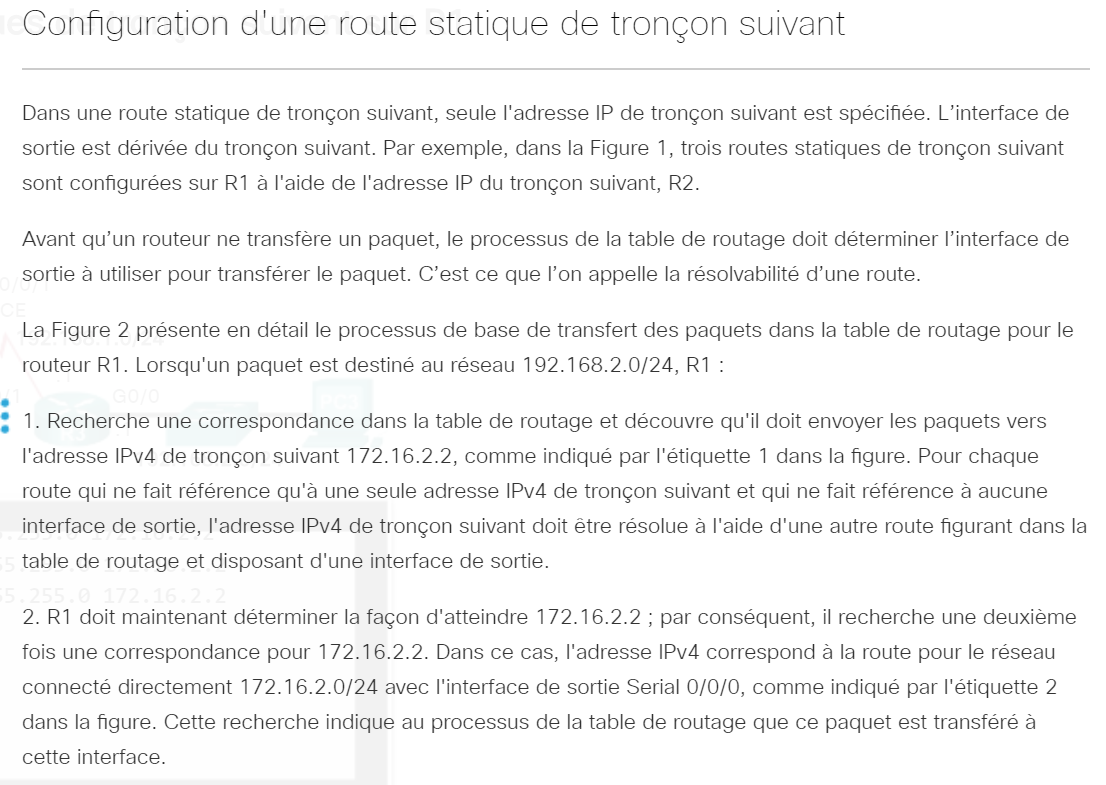 Configuration d'une route statique de tronçon suivant
Dans une route statique de tronçon suivant, seule l'adresse IP de tronçon suivant est spécifiée. L’interface de
sortie est dérivée du tronçon suivant. Par exemple, dans la Figure 1, trois routes statiques de tronçon suivant
sont configurées sur R1 à l'aide de l'adresse IP du tronçon suivant, R2.
Avant qu’un routeur ne transfère un paquet, le processus de la table de routage doit déterminer l’interface de
sortie à utiliser pour transférer le paquet. C’est ce que l’on appelle la résolvabilité d’une route.
La Figure 2 présente en détail le processus de base de transfert des paquets dans la table de routage pour le
routeur R1. Lorsqu'un paquet est destiné au réseau 192.168.2.0/24, R1 :
G0/0
1. Recherche une correspondance dans la table de routage et découvre qu'il doit envoyer les paquets vers
l'adresse IPv4 de tronçon suivant 172.16.2.2, comme indiqué par l'étiquette 1 dans la figure. Pour chaque
route qui ne fait référence qu'à une seule adresse IPv4 de tronçon suivant et qui ne fait référence à aucune
interface de sortie, l'adresse IPv4 de tronçon suivant doit être résolue à l'aide d'une autre route figurant dans la
table de routage et disposant d'une interface de sortie.
55.255.0 172.16.2.2
2. R1 doit maintenant déterminer la façon d'atteindre 172.16.2.2 ; par conséquent, il recherche une deuxième
fois une correspondance pour 172.16.2.2. Dans ce cas, l'adresse IPv4 correspond à la route pour le réseau
connecté directement 172.16.2.0/24 avec l'interface de sortie Serial 0/0/0, comme indiqué par l'étiquette 2
dans la figure. Cette recherche indique au processus de la table de routage que ce paquet est transféré à
cette interface.